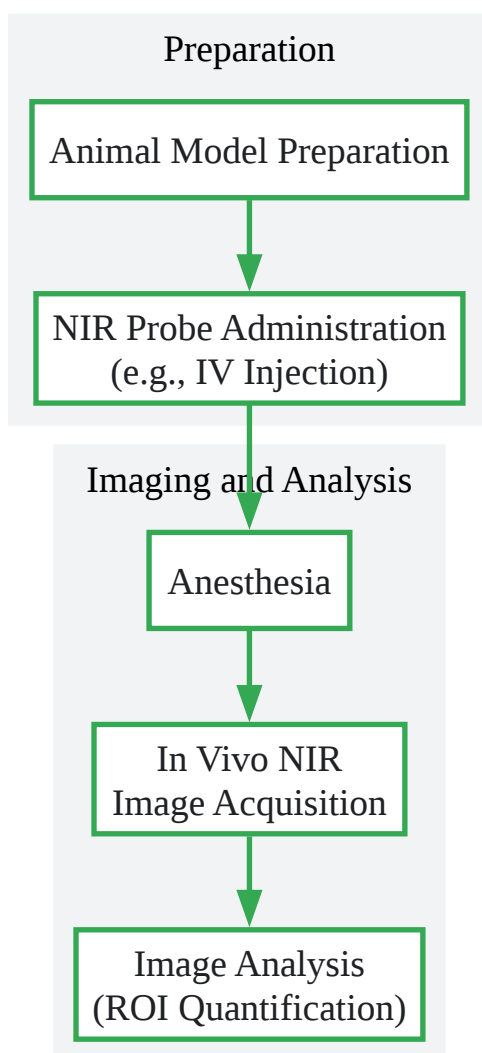 Preparation
Animal Model Preparation
NIR Probe Administration
(e.g., IV Injection)
Imaging and Analysis
Anesthesia
In Vivo NIR
Image Acquisition
Image Analysis
(ROI Quantification)